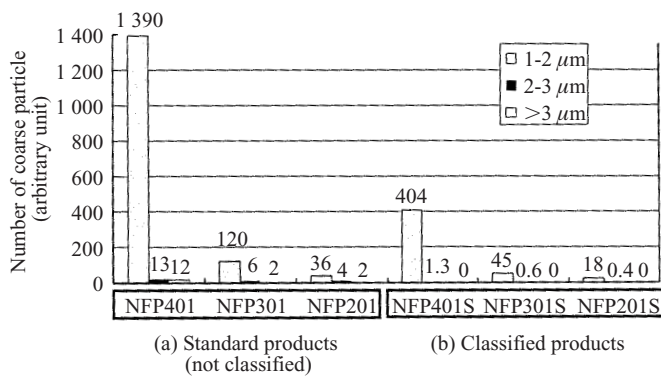 1 390
1 400
1 200
1 000
800
600
400
200
0
Number of coarse particle
(arbitrary unit)
1-2 μm
2-3 μm
>3 μm
13 12
120
6 2
36
4 2
404
1.3 0
45
0.6 0
18
0.4 0
NFP401 NFP301 NFP201 NFP401S NFP301S NFP201S
(a) Standard products
(not classified)
(b) Classified products